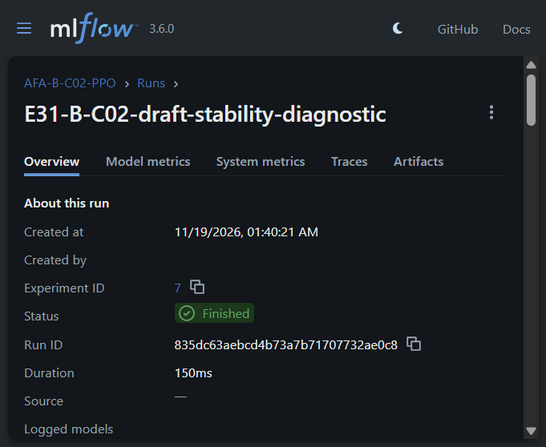 mlflow 3.6.0 GitHub Docs
AFA-B-C02-PPO › Runs ›
E31-B-C02-draft-stability-diagnostic
Overview Model metrics System metrics Traces Artifacts
About this run
Created at 11/19/2026, 01:40:21 AM
Created by
Experiment ID 7
Status Finished
Run ID 835dc63aebcd4b73a7b71707732ae0c8
Duration 150ms
Source —
Logged models